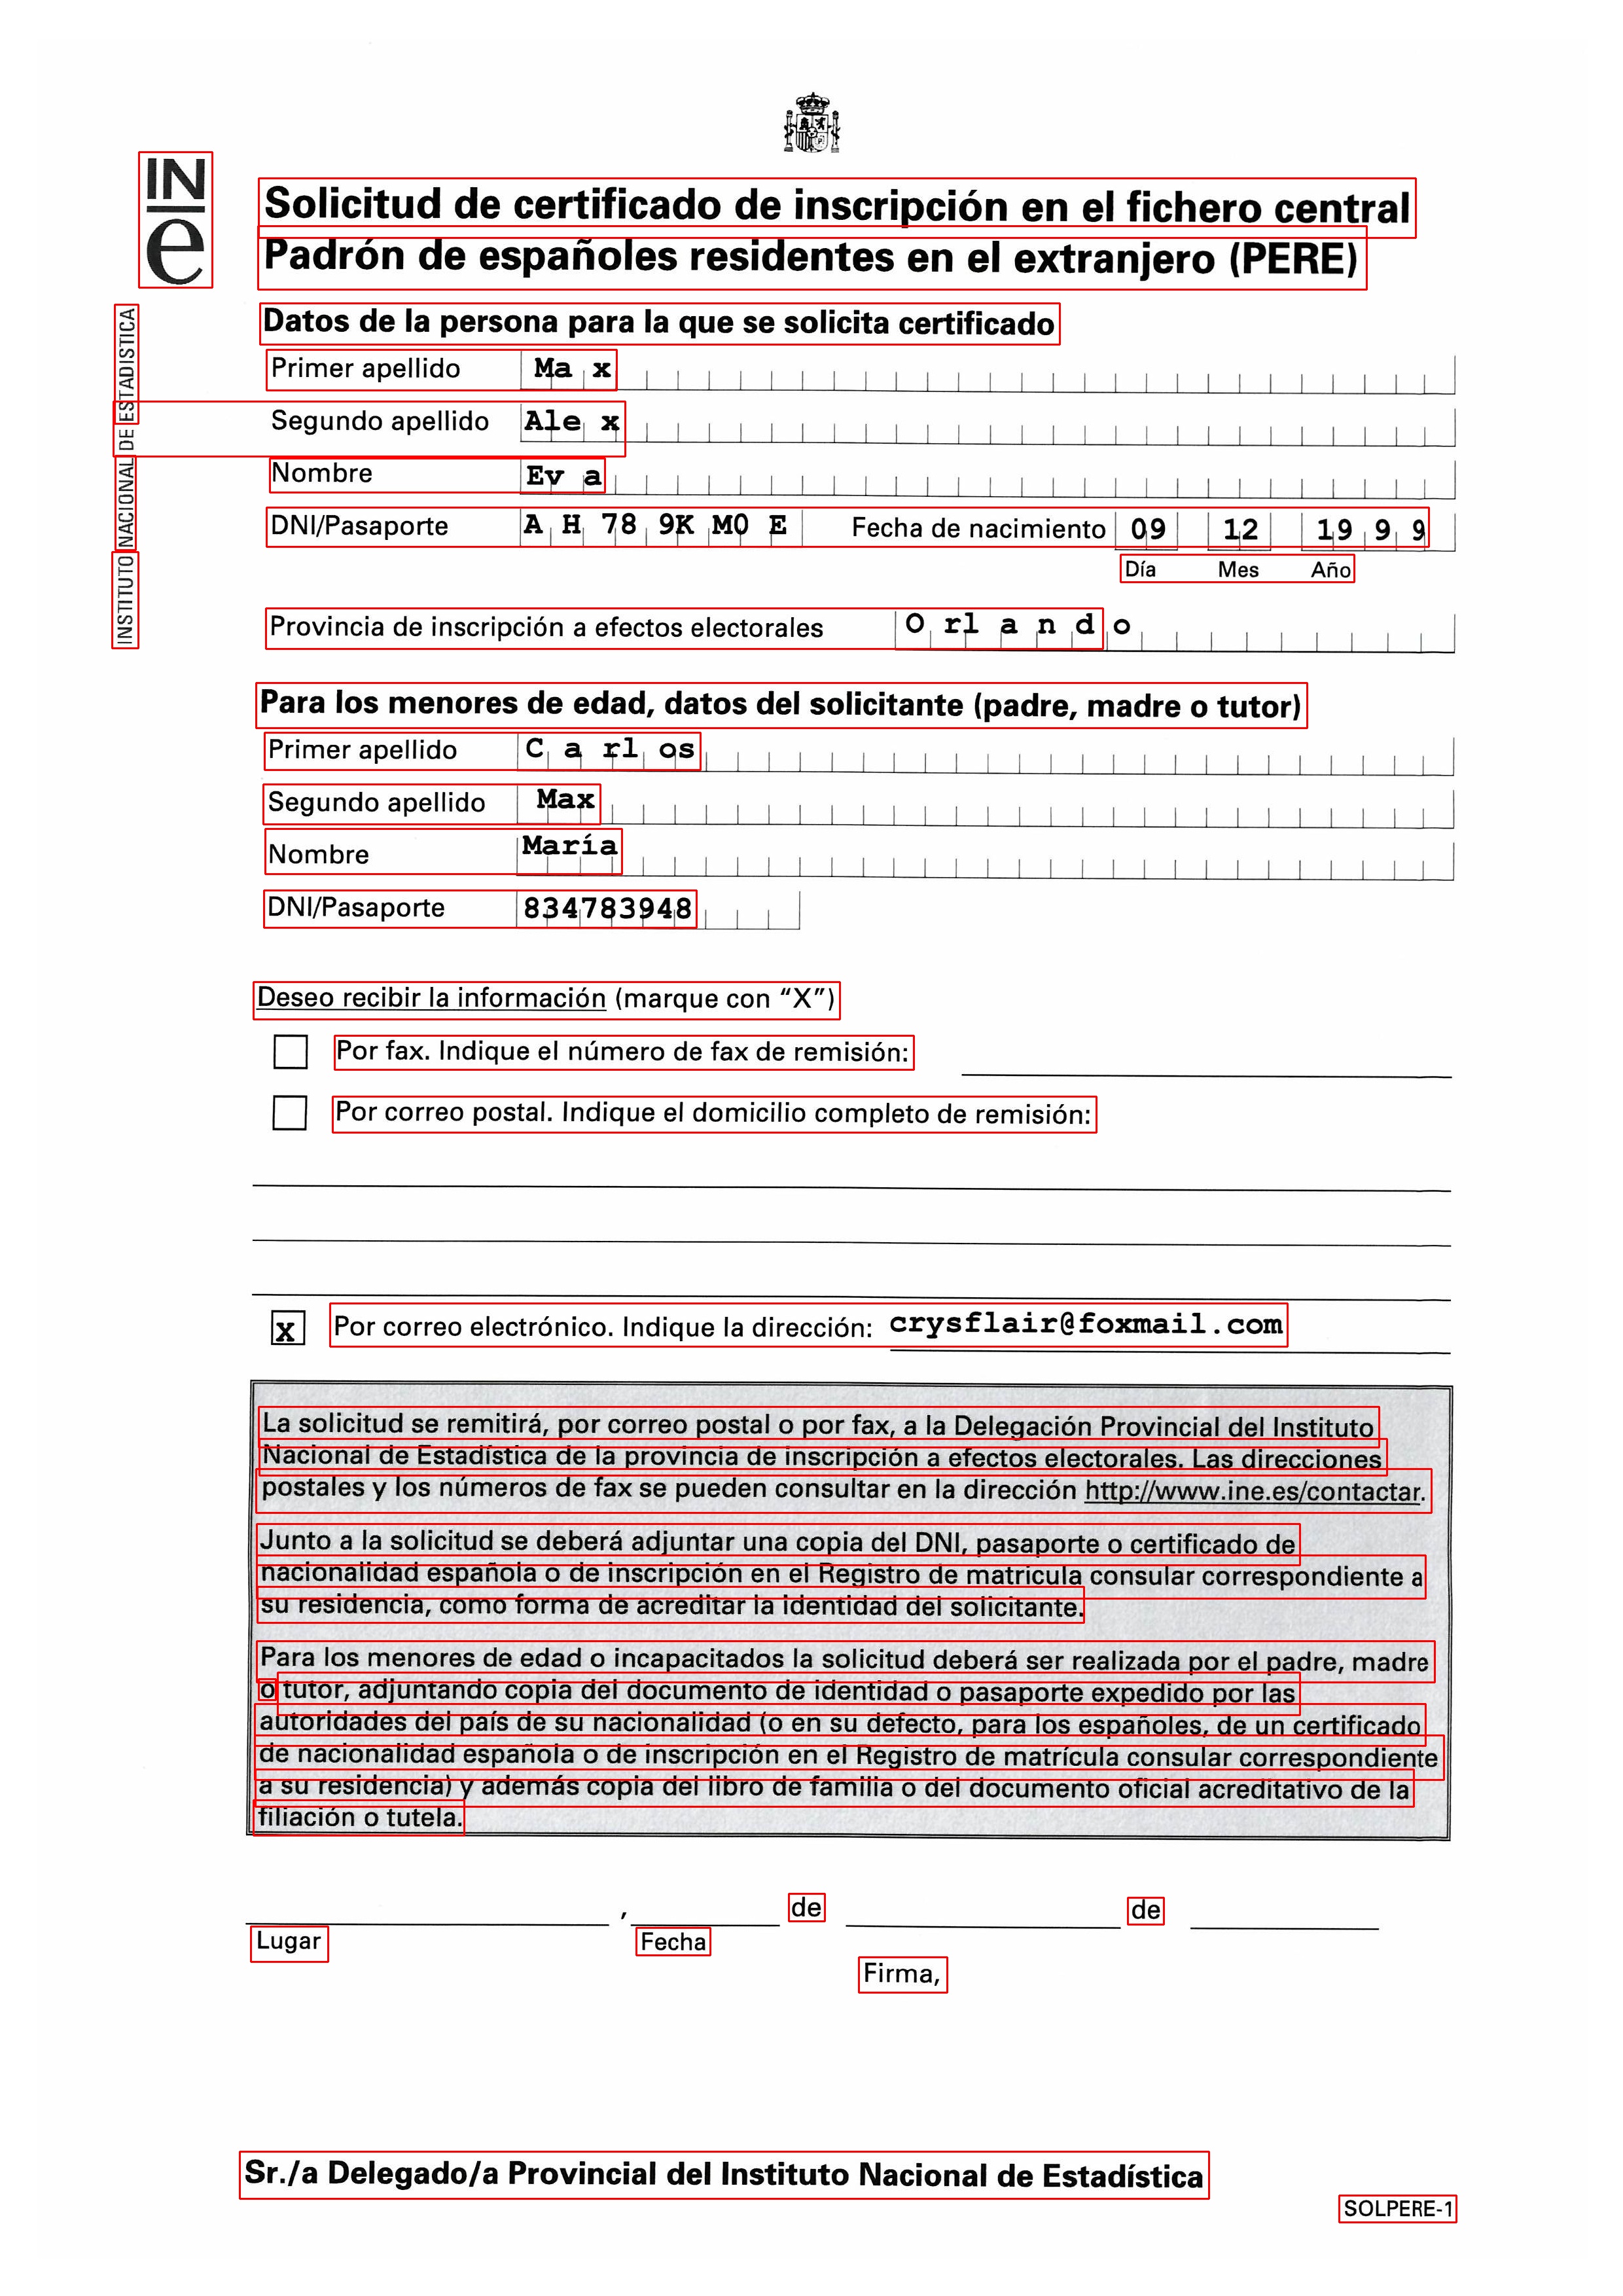 INe
INSTITUTO NACIONAL DE ESTADISTICA
Solicitud de certificado de inscripción en el fichero central
Padrón de españoles residentes en el extranjero (PERE)
Datos de la persona para la que se solicita certificado
Primer apellido Max
Segundo apellido Alex
Nombre Eva
DNI/Pasaporte AH789KM0E Fecha de nacimiento 09 12 1999
Día Mes Año
Provincia de inscripción a efectos electorales Orlando
Para los menores de edad, datos del solicitante (padre, madre o tutor)
Primer apellido Carlos
Segundo apellido Max
Nombre María
DNI/Pasaporte 834783948
Deseo recibir la información (marque con “X”)
Por fax. Indique el número de fax de remisión:
Por correo postal. Indique el domicilio completo de remisión:
x Por correo electrónico. Indique la dirección: crysflair@foxmail.com
La solicitud se remitirá, por correo postal o por fax, a la Delegación Provincial del Instituto
Nacional de Estadística de la provincia de inscripción a efectos electorales. Las direcciones
postales y los números de fax se pueden consultar en la dirección http://www.ine.es/contactar.
Junto a la solicitud se deberá adjuntar una copia del DNI, pasaporte o certificado de
nacionalidad española o de inscripción en el Registro de matricula consular correspondiente a
su residencia, como forma de acreditar la identidad del solicitante.
Para los menores de edad o incapacitados la solicitud deberá ser realizada por el padre, madre
o tutor, adjuntando copia del documento de identidad o pasaporte expedido por las
autoridades del país de su nacionalidad (o en su defecto, para los españoles, de un certificado
de nacionalidad española o de inscripción en el Registro de matrícula consular correspondiente
a su residencia) y además copia del libro de familia o del documento oficial acreditativo de la
filiación o tutela.
, de de
Lugar Fecha
Firma,
Sr./a Delegado/a Provincial del Instituto Nacional de Estadística
SOLPERE-1